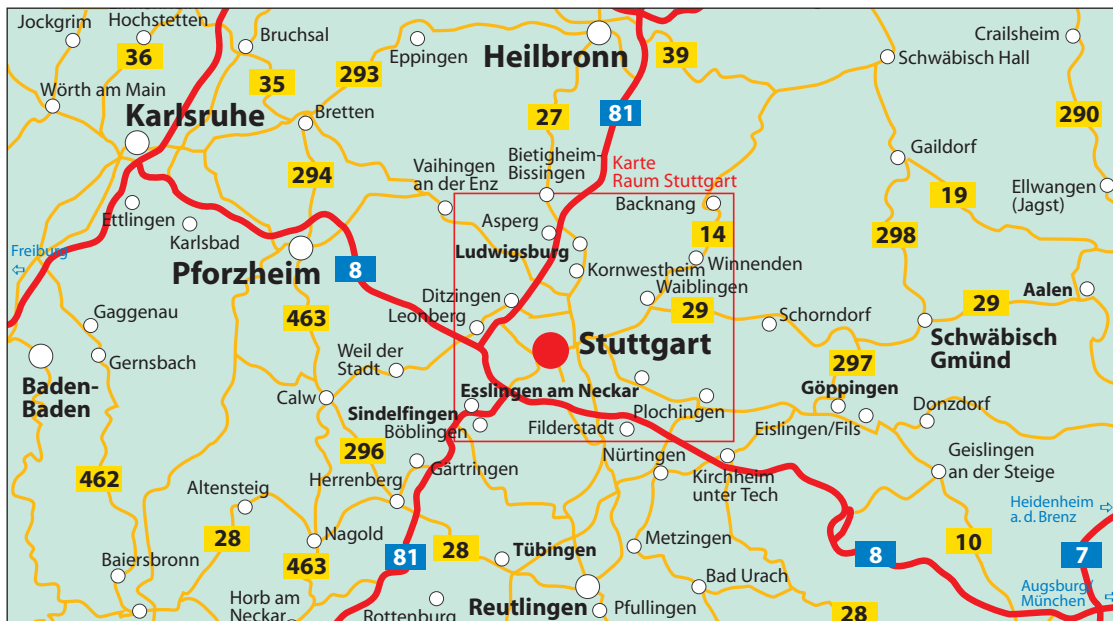 Jockgrim
Hochstetten
Bruchsal
Eppingen
Heilbronn
39
Crailsheim
Schwäbisch Hall
36
35
293
Wörth am Main
Karlsruhe
Bretten
27
81
290
Bietigheim-
Bissingen
Karte
Raum Stuttgart
Gaildorf
Vaihingen
an der Enz
294
19
Ellwangen
(Jagst)
Ettlingen
Karlsbad
Asperg
Backnang
14
298
Freiburg
Pforzheim
8
Ludwigsburg
Kornwestheim
Winnenden
Waiblingen
Aalen
Ditzingen
Leonberg
29
29
Gaggenau
463
Schorndorf
Schwäbisch
Gmünd
Gernsbach
Weil der
Stadt
Stuttgart
297
Baden-
Baden
Calw
Esslingen am Neckar
Göppingen
Sindelfingen
Böblingen
Plochingen
Donzdorf
Filderstadt
Eislingen/Fils
296
Gärtringen
Nürtingen
Geislingen
an der Steige
462
Herrenberg
Kirchheim
unter Tech
Altensteig
Heidenheim
a. d. Brenz
28
Nagold
81
28
Tübingen
Metzingen
8
10
7
Baiersbronn
463
Bad Urach
Augsburg/
München
Horb am
Neckar
Rottenburg
Reutlingen
Pfullingen
28